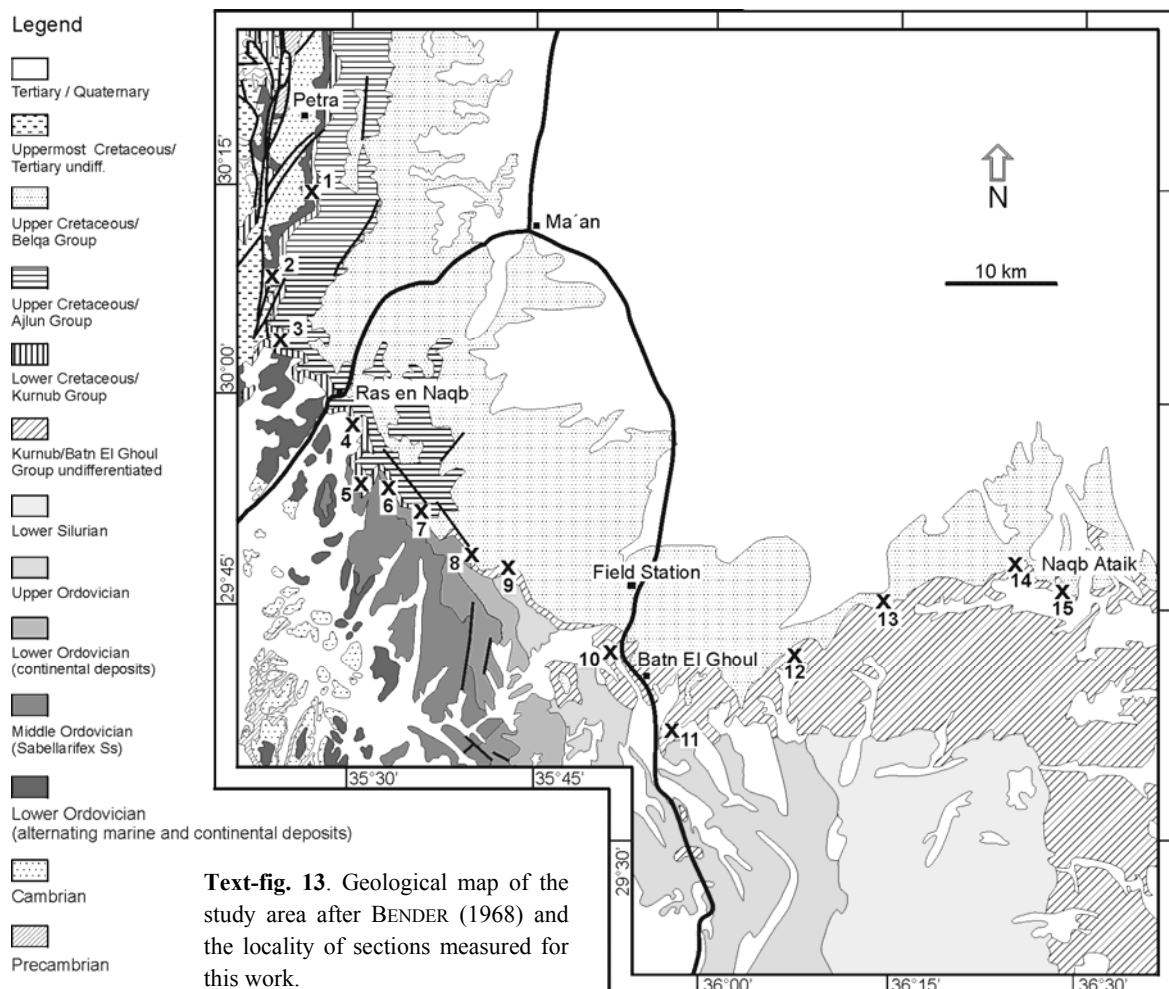 Legend
Tertiary / Quaternary
Uppermost Cretaceous/
Tertiary undiff.
Upper Cretaceous/
Belqa Group
Upper Cretaceous/
Ajlun Group
Lower Cretaceous/
Kurnub Group
Kurnub/Batn El Ghoul
Group undifferentiated
Lower Silurian
Upper Ordovician
Lower Ordovician
(continental deposits)
Middle Ordovician
(Sabellarifex Ss)
Lower Ordovician
(alternating marine and continental deposits)
Cambrian
Precambrian
Petra
30°15'
1
Ma´an
N
10 km
2
3
30°00'
Ras en Naqb
4
5
6
7
8
9
29°45'
Field Station
Naqb Ataik
14
15
13
10
Batn El Ghoul
12
11
35°30'
35°45'
29°30'
36°00'
36°15'
36°30'
Text-fig. 13. Geological map of the
study area after BENDER (1968) and
the locality of sections measured for
this work.